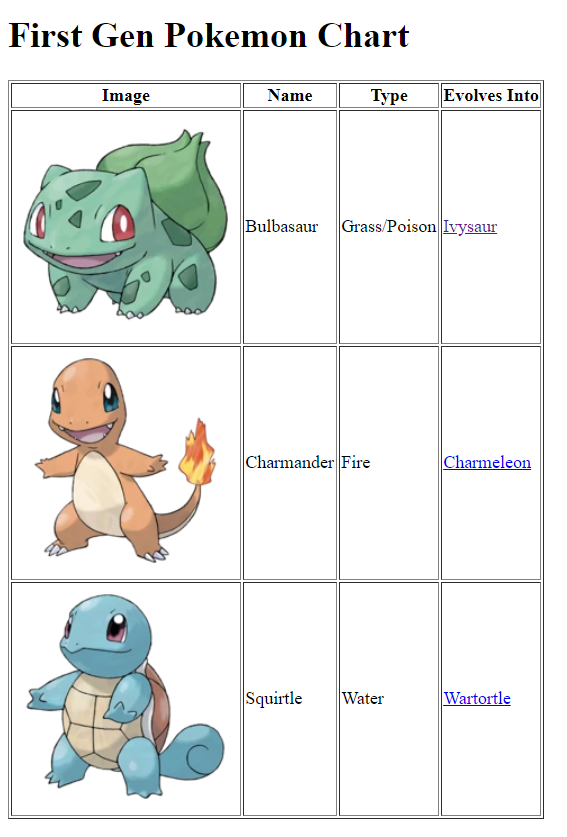 First Gen Pokemon Chart
Image Name Type Evolves Into
Bulbasaur Grass/Poison Ivysaur
Charmander Fire Charmeleon
Squirtle Water Wartortle